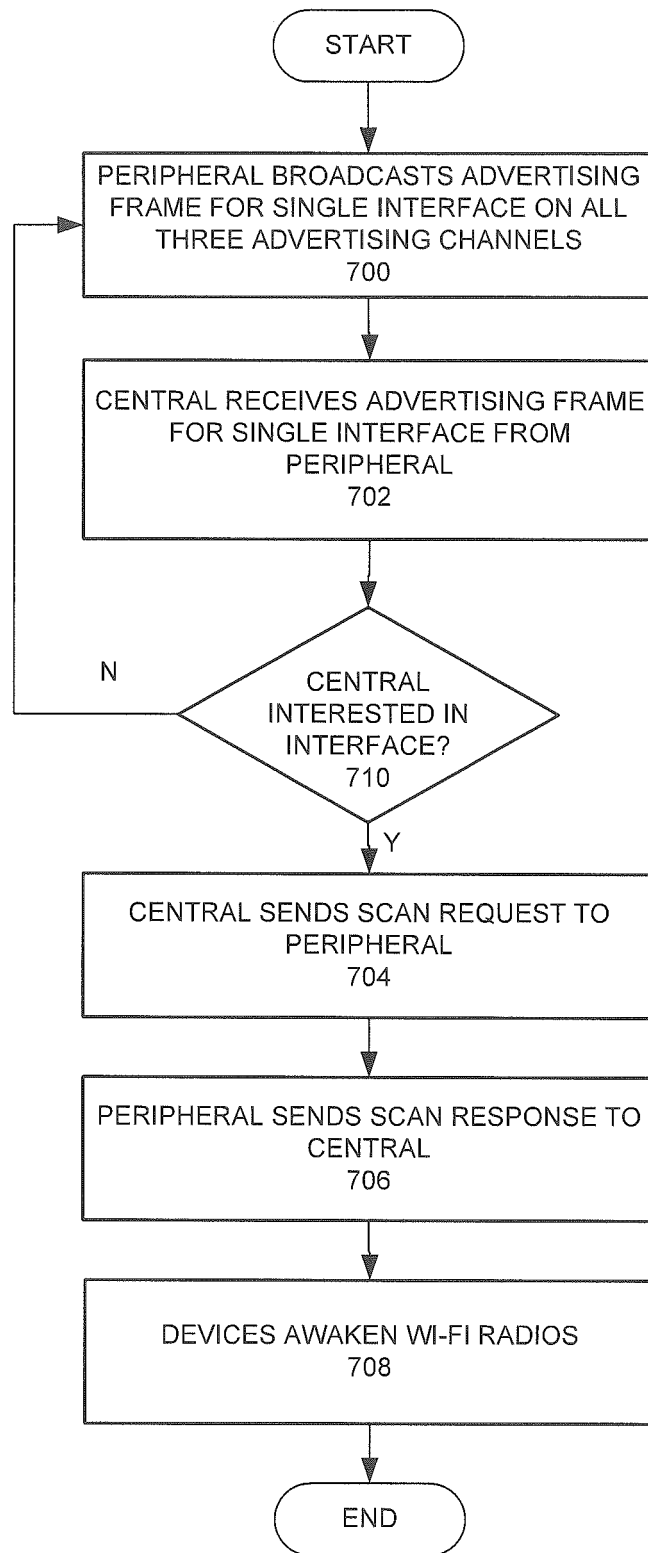 START
PERIPHERAL BROADCASTS ADVERTISING
FRAME FOR SINGLE INTERFACE ON ALL
THREE ADVERTISING CHANNELS
700
CENTRAL RECEIVES ADVERTISING FRAME
FOR SINGLE INTERFACE FROM
PERIPHERAL
702
N
CENTRAL
INTERESTED IN
INTERFACE?
710
Y
CENTRAL SENDS SCAN REQUEST TO
PERIPHERAL
704
PERIPHERAL SENDS SCAN RESPONSE TO
CENTRAL
706
DEVICES AWAKEN WI-FI RADIOS
708
END